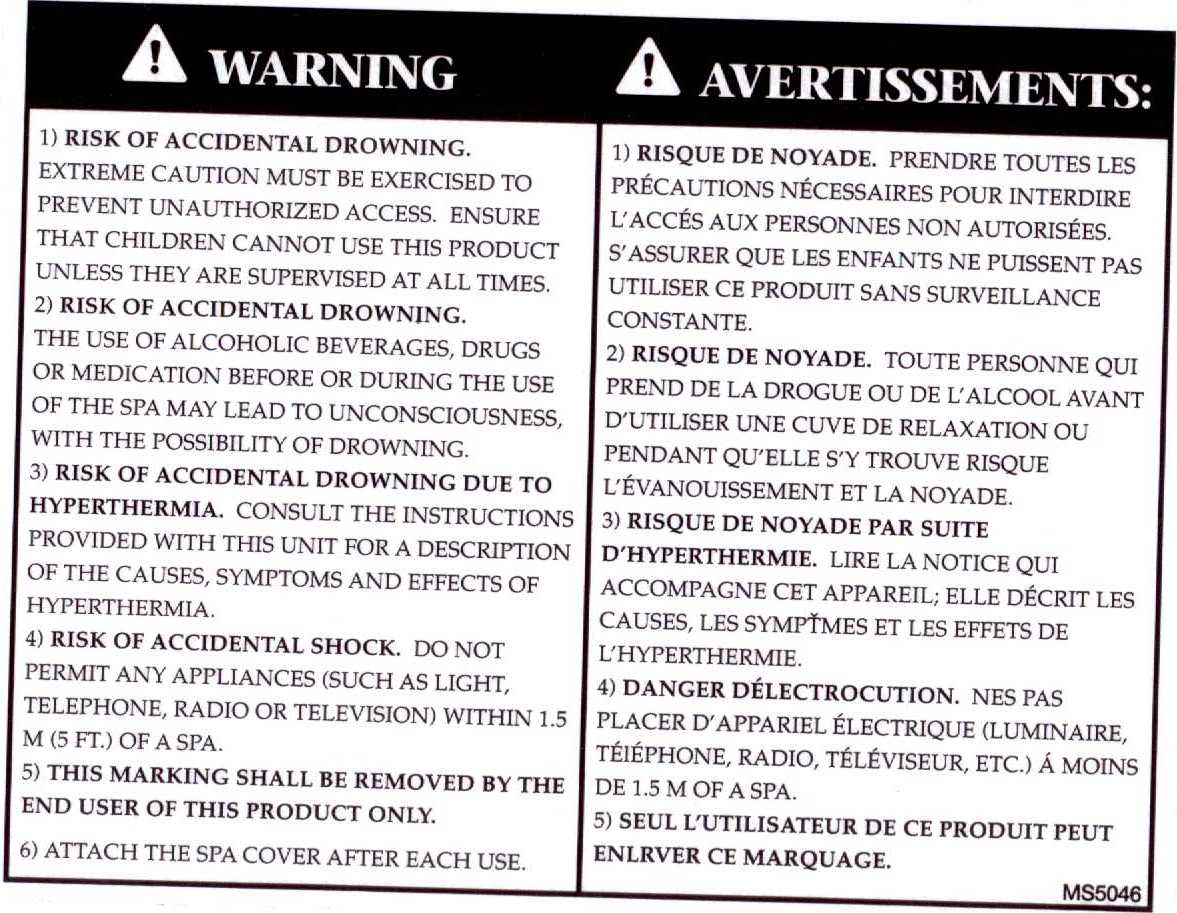 WARNING
1) RISK OF ACCIDENTAL DROWNING.
EXTREME CAUTION MUST BE EXERCISED TO
PREVENT UNAUTHORIZED ACCESS. ENSURE
THAT CHILDREN CANNOT USE THIS PRODUCT
UNLESS THEY ARE SUPERVISED AT ALL TIMES.
2) RISK OF ACCIDENTAL DROWNING.
THE USE OF ALCOHOLIC BEVERAGES, DRUGS
OR MEDICATION BEFORE OR DURING THE USE
OF THE SPA MAY LEAD TO UNCONSCIOUSNESS,
WITH THE POSSIBILITY OF DROWNING.
3) RISK OF ACCIDENTAL DROWNING DUE TO
HYPERTHERMIA. CONSULT THE INSTRUCTIONS
PROVIDED WITH THIS UNIT FOR A DESCRIPTION
OF THE CAUSES, SYMPTOMS AND EFFECTS OF
HYPERTHERMIA.
4) RISK OF ACCIDENTAL SHOCK. DO NOT
PERMIT ANY APPLIANCES (SUCH AS LIGHT,
TELEPHONE, RADIO OR TELEVISION) WITHIN 1.5
M (5 FT.) OF A SPA.
5) THIS MARKING SHALL BE REMOVED BY THE
END USER OF THIS PRODUCT ONLY.
6) ATTACH THE SPA COVER AFTER EACH USE.
AVERTISSEMENTS:
1) RISQUE DE NOYADE. PRENDRE TOUTES LES
PRÉCAUTIONS NÉCESSAIRES POUR INTERDIRE
L'ACCÉS AUX PERSONNES NON AUTORISÉES.
S'ASSURER QUE LES ENFANTS NE PUISSENT PAS
UTILISER CE PRODUIT SANS SURVEILLANCE
CONSTANTE.
2) RISQUE DE NOYADE. TOUTE PERSONNE QUI
PREND DE LA DROGUE OU DE L'ALCOOL AVANT
D'UTILISER UNE CUVE DE RELAXATION OU
PENDANT QU'ELLE S'Y TROUVE RISQUE
L'ÉVANOUISSEMENT ET LA NOYADE.
3) RISQUE DE NOYADE PAR SUITE
D'HYPERTHERMIE. LIRE LA NOTICE QUI
ACCOMPAGNE CET APPAREIL; ELLE DÉCRIT LES
CAUSES, LES SYMPŤMES ET LES EFFETS DE
L'HYPERTHERMIE.
4) DANGER DÉLECTROCUTION. NES PAS
PLACER D'APPARIEL ÉLECTRIQUE (LUMINAIRE,
TÉIÉPHONE, RADIO, TÉLÉVISEUR, ETC.) Á MOINS
DE 1.5 M OF A SPA.
5) SEUL L'UTILISATEUR DE CE PRODUIT PEUT
ENLRVER CE MARQUAGE.
MS5046